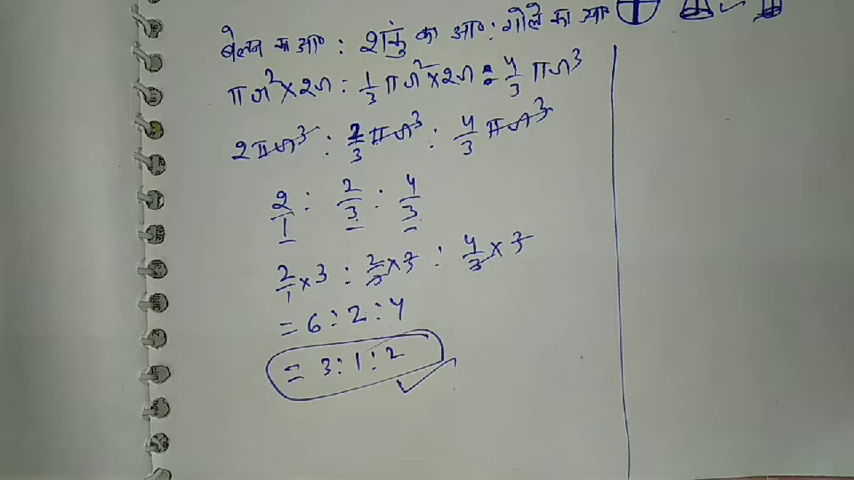 बेलन का आ० : शंकु का आ० : गोले का आ०
πr² × 2r : 1/3 πr² × 2r : 4/3 πr³
2πr³ : 2/3 πr³ : 4/3 πr³
2/1 : 2/3 : 4/3
2/1 × 3 : 2/3 × 3 : 4/3 × 3
= 6 : 2 : 4
= 3 : 1 : 2